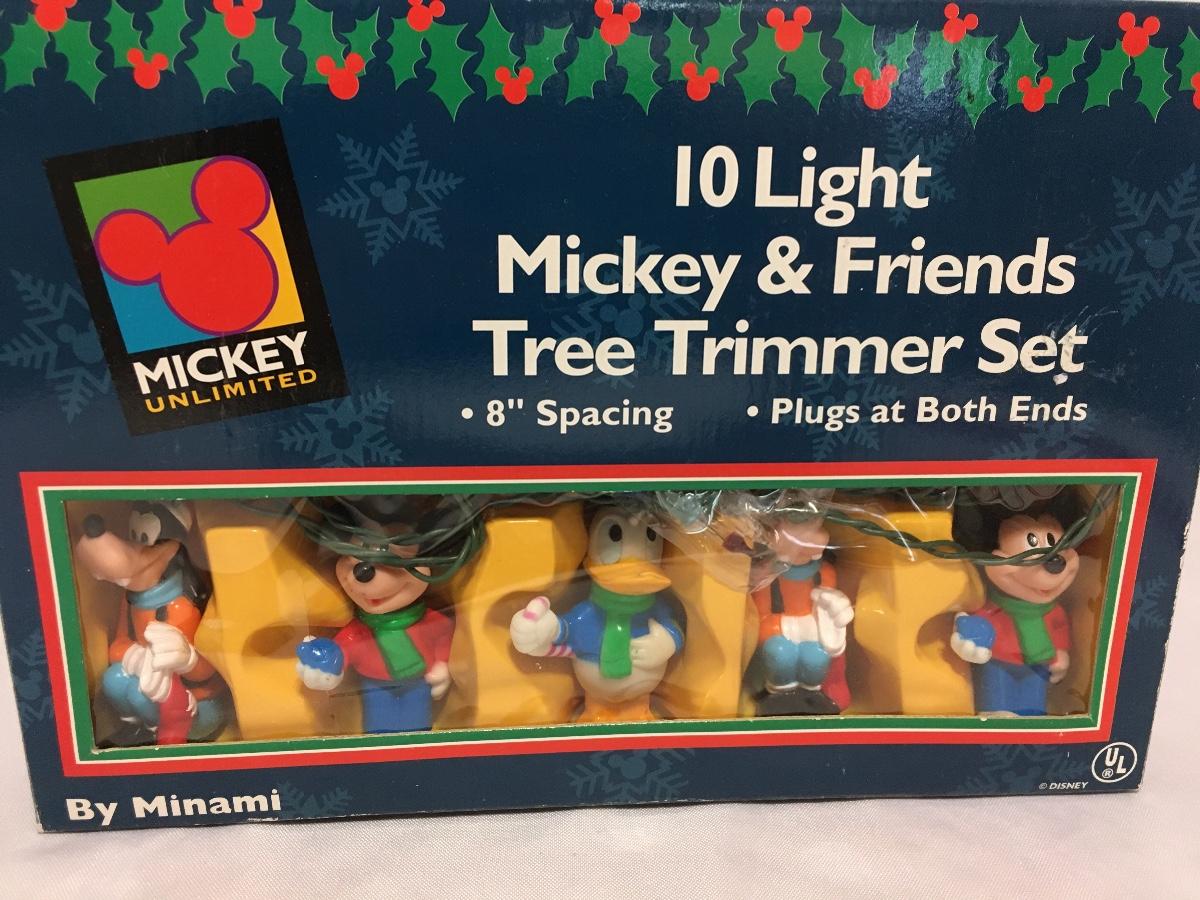 10 Light
Mickey & Friends
Tree Trimmer Set
• 8" Spacing • Plugs at Both Ends
MICKEY
UNLIMITED
By Minami
© DISNEY
UL
®